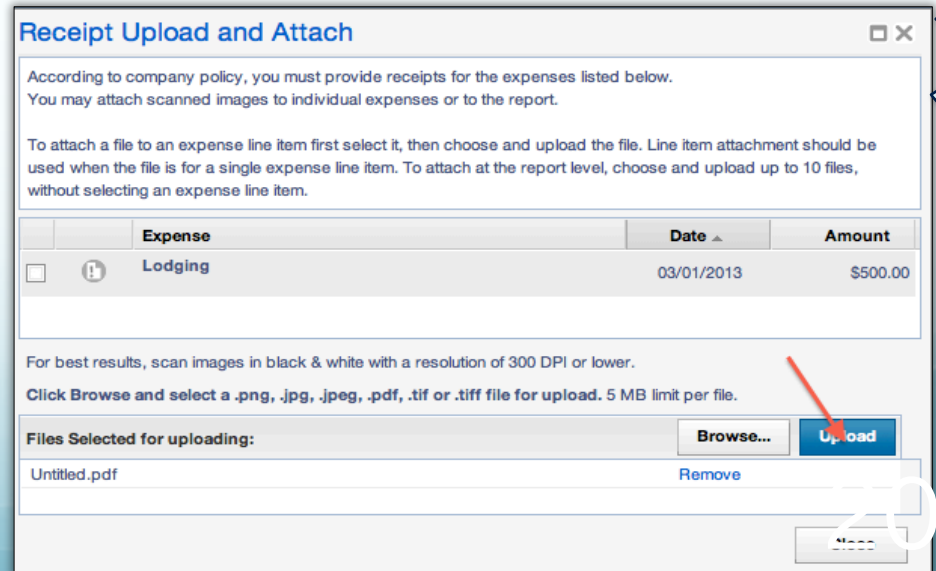 Receipt Upload and Attach
According to company policy, you must provide receipts for the expenses listed below.
You may attach scanned images to individual expenses or to the report.
To attach a file to an expense line item first select it, then choose and upload the file. Line item attachment should be
used when the file is for a single expense line item. To attach at the report level, choose and upload up to 10 files,
without selecting an expense line item.
Expense Date Amount
Lodging 03/01/2013 $500.00
For best results, scan images in black & white with a resolution of 300 DPI or lower.
Click Browse and select a .png, .jpg, .jpeg, .pdf, .tif or .tiff file for upload. 5 MB limit per file.
Files Selected for uploading: Browse... Upload
Untitled.pdf Remove
20